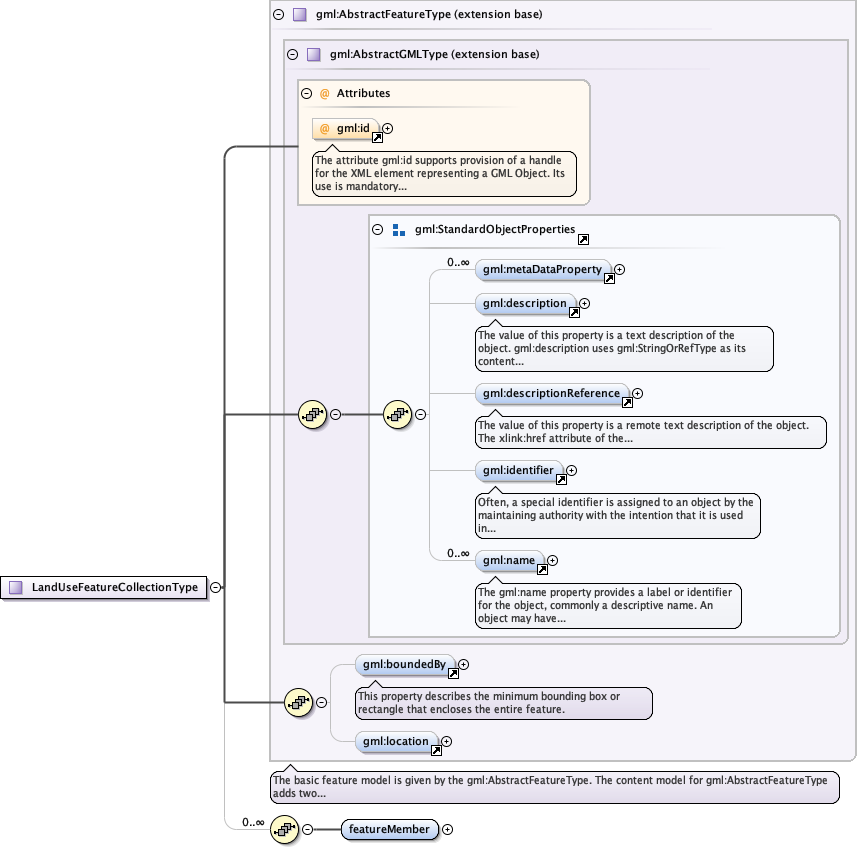 gml:AbstractFeatureType (extension base)
gml:AbstractGMLType (extension base)
@ Attributes
@ gml:id
The attribute gml:id supports provision of a handle
for the XML element representing a GML Object. Its
use is mandatory...
gml:StandardObjectProperties
0..∞
gml:metaDataProperty
gml:description
The value of this property is a text description of the
object. gml:description uses gml:StringOrRefType as its
content...
gml:descriptionReference
The value of this property is a remote text description of the object.
The xlink:href attribute of the...
gml:identifier
Often, a special identifier is assigned to an object by the
maintaining authority with the intention that it is used
in...
0..∞
gml:name
The gml:name property provides a label or identifier
for the object, commonly a descriptive name. An
object may have...
LandUseFeatureCollectionType
gml:boundedBy
This property describes the minimum bounding box or
rectangle that encloses the entire feature.
gml:location
The basic feature model is given by the gml:AbstractFeatureType. The content model for gml:AbstractFeatureType
adds two...
0..∞
featureMember